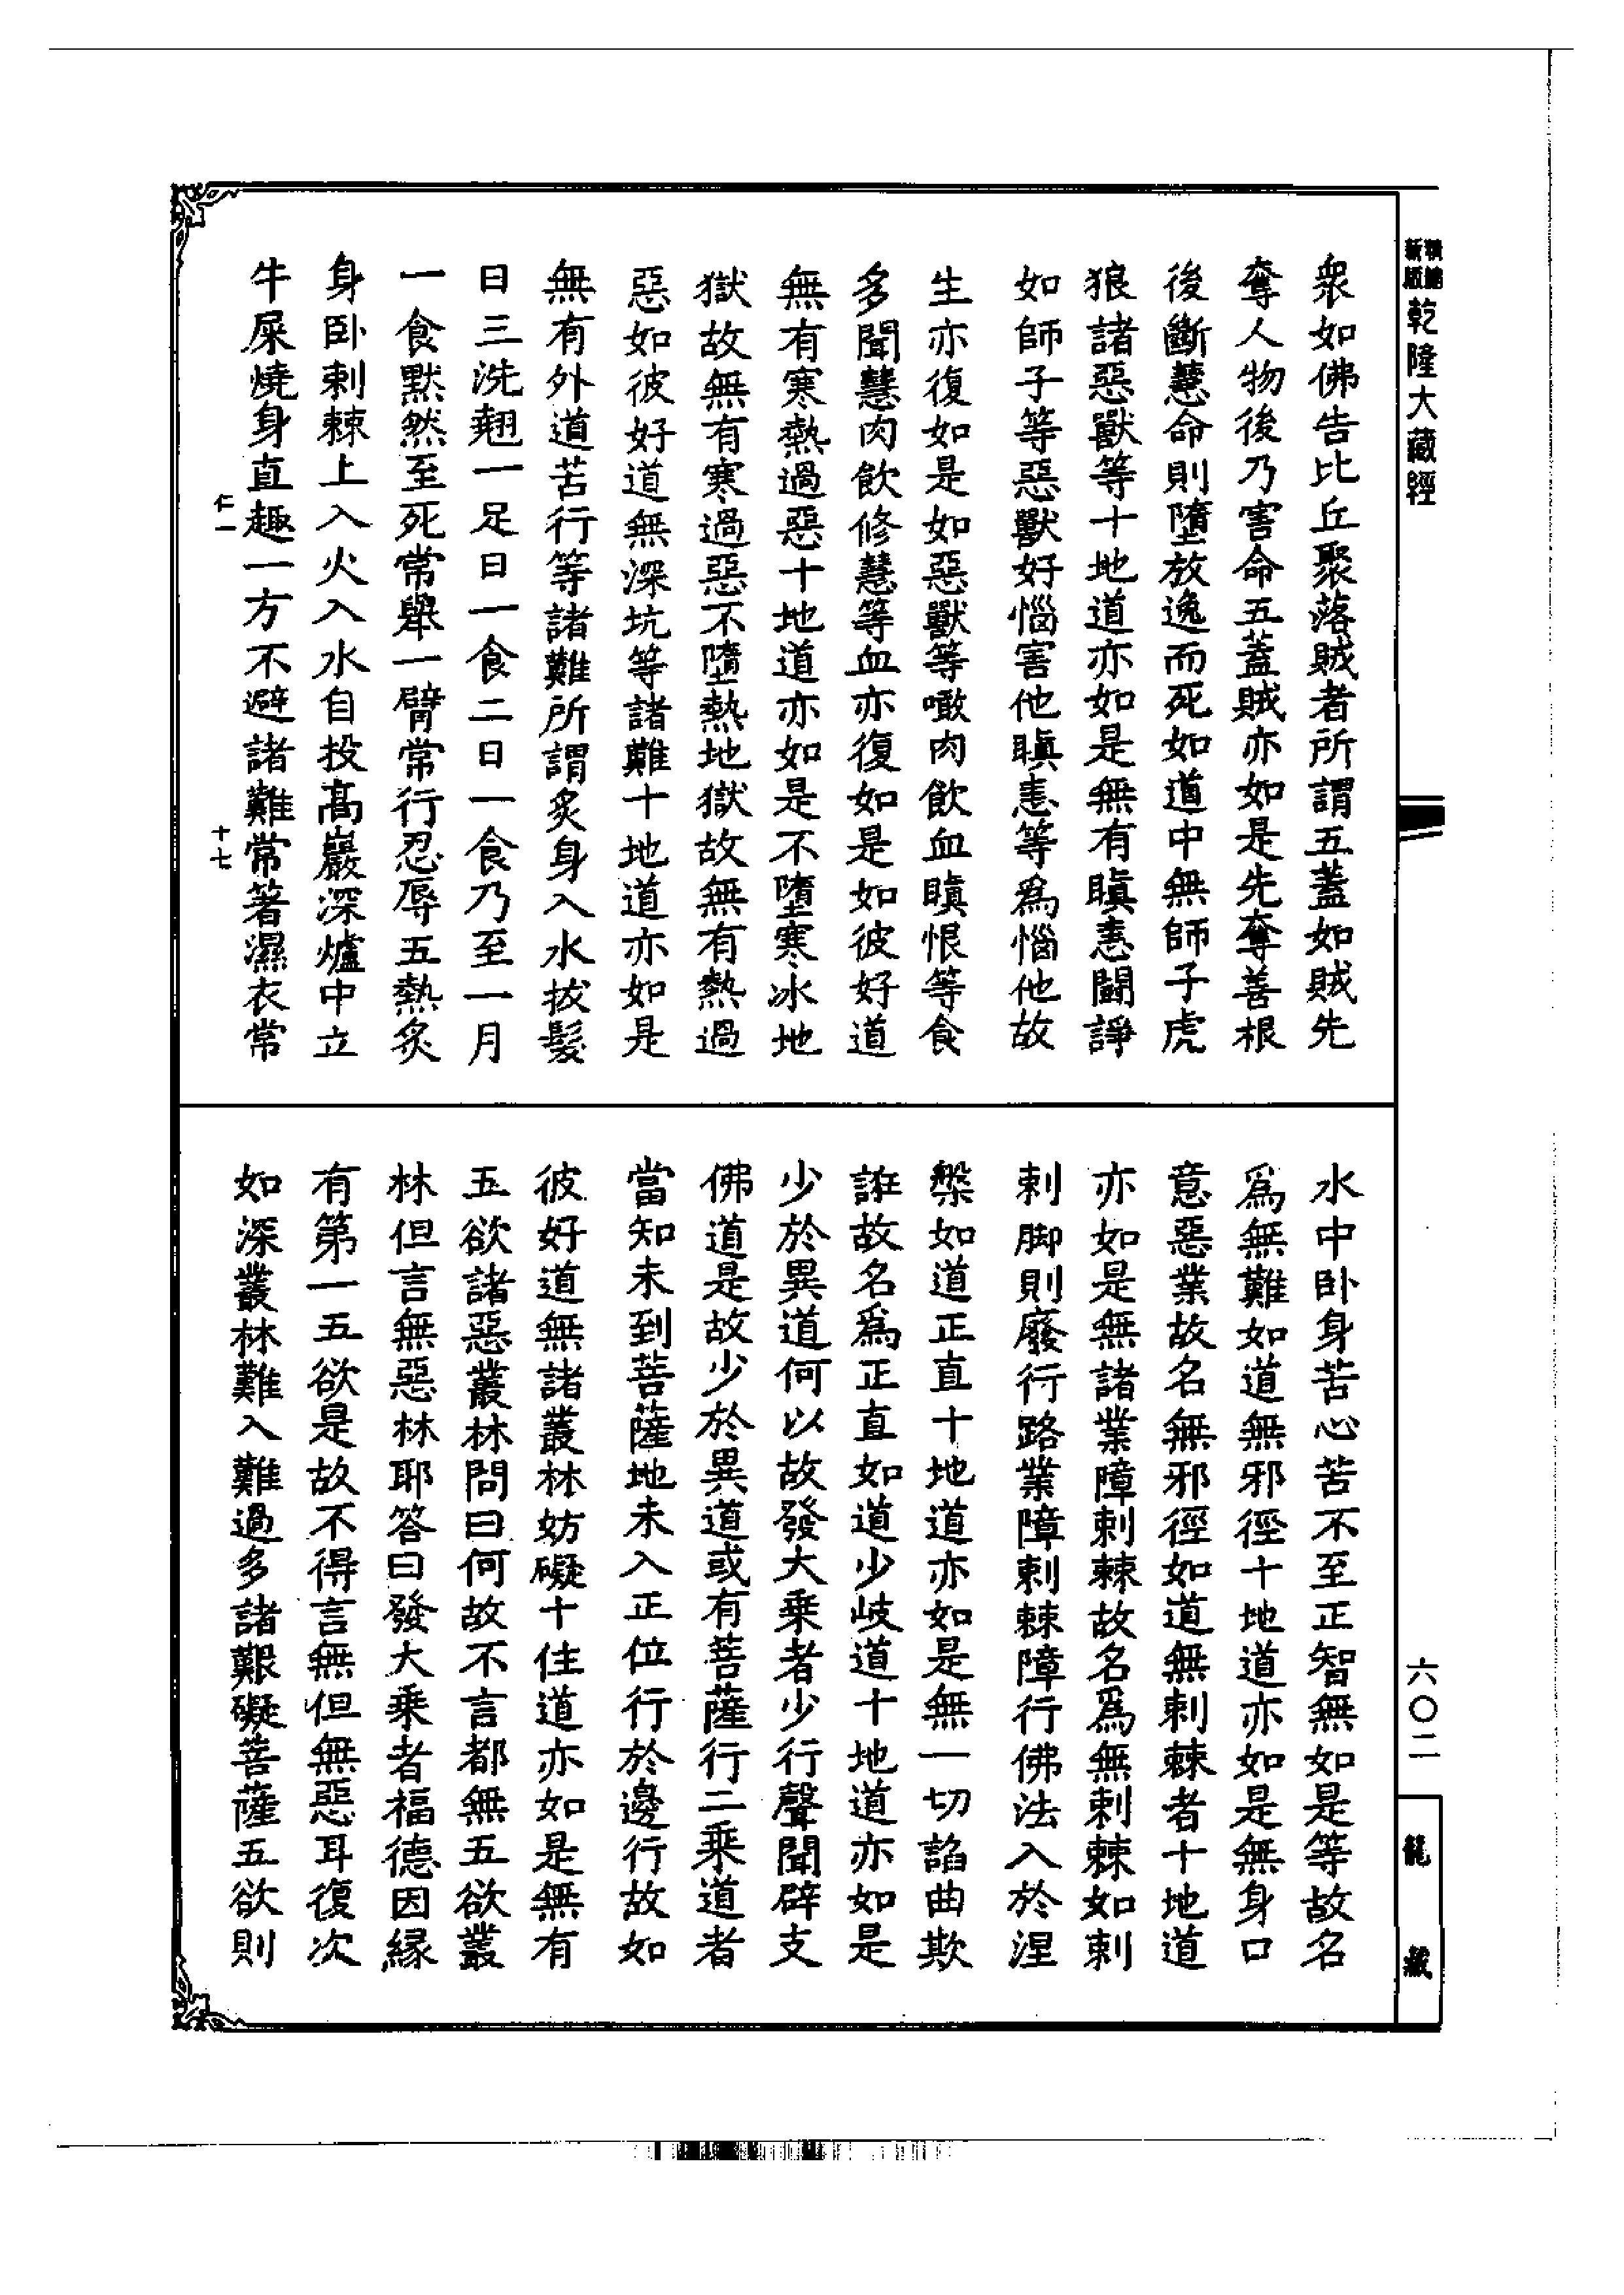 新版
精縮
乾隆大藏經
衆如佛告比丘聚落賊者所謂五蓋如賊先
奪人物後乃害命五蓋賊亦如是先奪善根
後斷慧命則墮放逸而死如道中無師子虎
狼諸惡獸等十地道亦如是無有瞋恚鬪諍
如師子等惡獸好惱害他瞋恚等爲惱他故
生亦復如是如惡獸等噉肉飲血瞋恨等食
多聞慧肉飲修慧等血亦復如是如彼好道
無有寒熱過惡十地道亦如是不墮寒冰地
獄故無有寒過惡不墮熱地獄故無有熱過
惡如彼好道無深坑等諸難十地道亦如是
無有外道苦行等諸難所謂炙身入水拔髮
日三洗翹一足日一食二日一食乃至一月
一食默然至死常舉一臂常行忍辱五熱炙
身卧刺棘上入火入水自投高巖深爐中立
牛屎燒身直趣一方不避諸難常著濕衣常
仁一
十七
水中卧身苦心苦不至正智無如是等故名
爲無難如道無邪徑十地道亦如是無身口
意惡業故名無邪徑如道無刺棘者十地道
亦如是無諸業障刺棘故名爲無刺棘如刺
刺脚則廢行路業障刺棘障行佛法入於涅
槃如道正直十地道亦如是無一切諂曲欺
誑故名爲正直如道少岐道十地道亦如是
少於異道何以故發大乘者少行聲聞辟支
佛道是故少於異道或有菩薩行二乘道者
當知未到菩薩地未入正位行於邊行故如
彼好道無諸叢林妨礙十住道亦如是無有
五欲諸惡叢林問曰何故不言都無五欲叢
林但言無惡林耶答曰發大乘者福德因緣
有第一五欲是故不得言無但無惡耳復次
如深叢林難入難過多諸艱礙菩薩五欲則
六〇二
龍藏